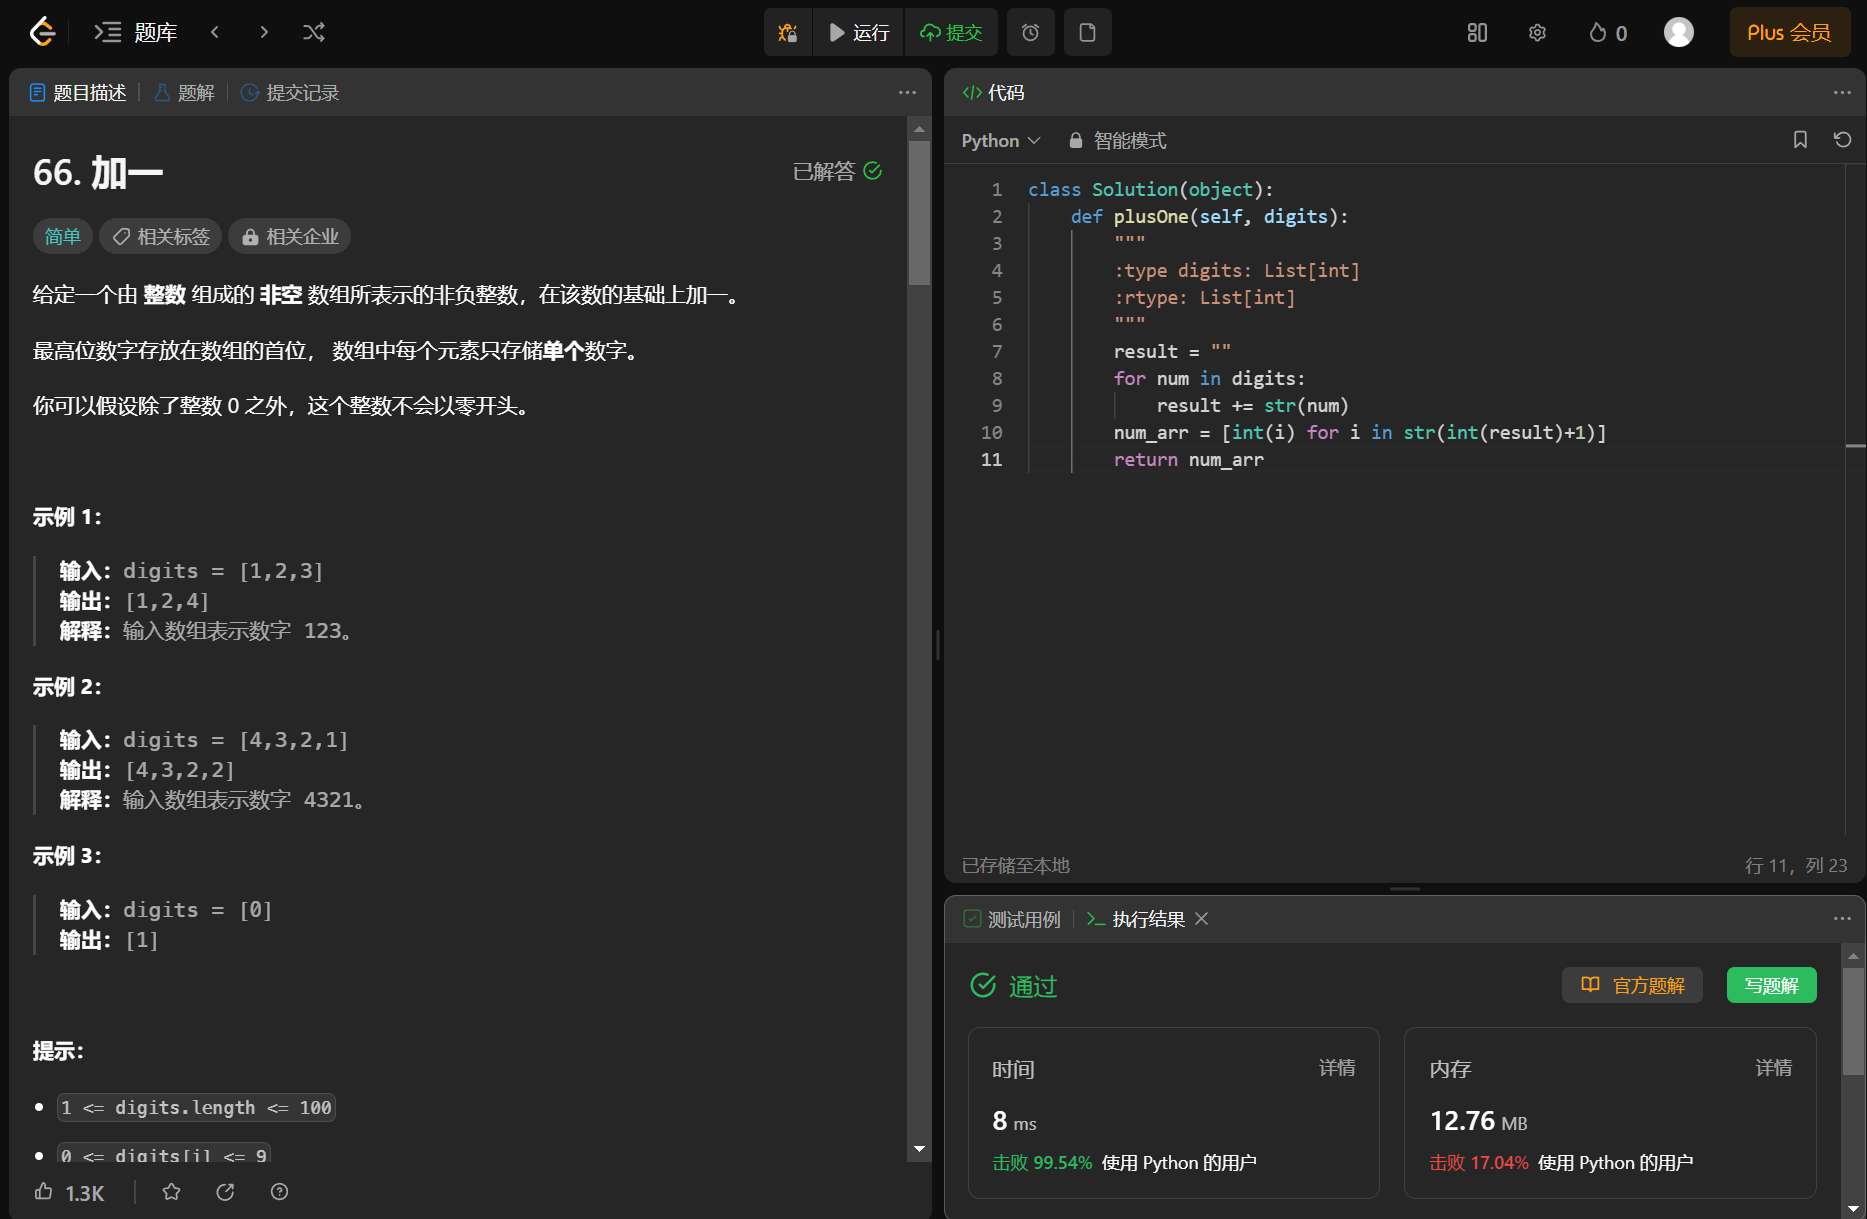 题库
运行
提交
0
Plus 会员
题目描述
题解
提交记录
66. 加一
已解答
简单
相关标签
相关企业
给定一个由 整数 组成的 非空 数组所表示的非负整数，在该数的基础上加一。
最高位数字存放在数组的首位， 数组中每个元素只存储单个数字。
你可以假设除了整数 0 之外，这个整数不会以零开头。
示例 1：
输入：digits = [1,2,3]
输出：[1,2,4]
解释：输入数组表示数字 123。
示例 2：
输入：digits = [4,3,2,1]
输出：[4,3,2,2]
解释：输入数组表示数字 4321。
示例 3：
输入：digits = [0]
输出：[1]
提示：
1 <= digits.length <= 100
0 <= digits[i] <= 9
1.3K
代码
Python
智能模式
1 class Solution(object):
2     def plusOne(self, digits):
3         """
4         :type digits: List[int]
5         :rtype: List[int]
6         """
7         result = ""
8         for num in digits:
9             result += str(num)
10         num_arr = [int(i) for i in str(int(result)+1)]
11         return num_arr
已存储至本地
行 11，列 23
测试用例
执行结果
通过
官方题解
写题解
时间
详情
8 ms
击败 99.54% 使用 Python 的用户
内存
详情
12.76 MB
击败 17.04% 使用 Python 的用户